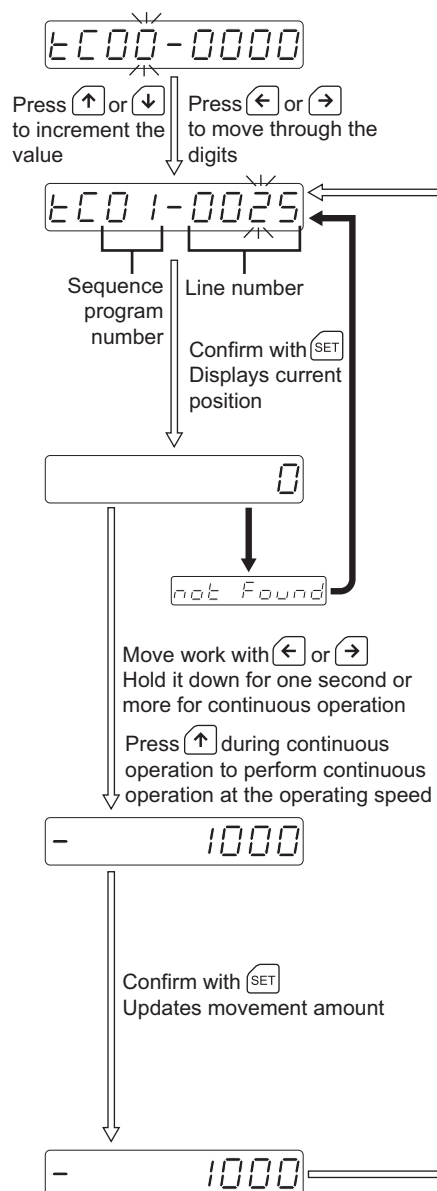 tC00-0000
Press ↑ or ↓
to increment the
value
Press ← or →
to move through the
digits
tC01-0025
Sequence
program
number
Line number
Confirm with SET
Displays current
position
0
not Found
Move work with ← or →
Hold it down for one second or
more for continuous operation
Press ↑ during continuous
operation to perform continuous
operation at the operating speed
- 1000
Confirm with SET
Updates movement amount
- 1000